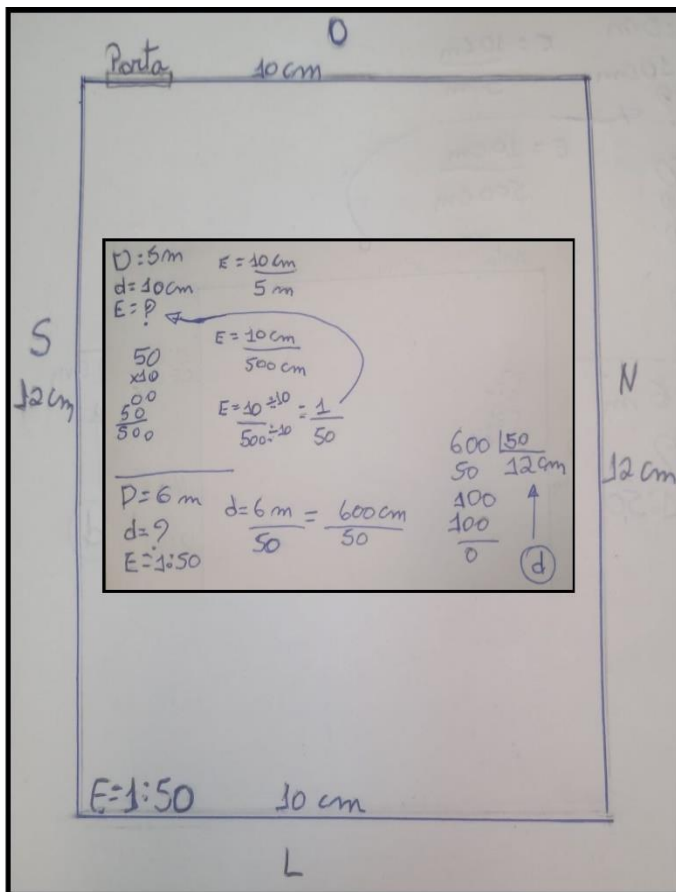 O
Porta
10 cm
S
12 cm
N
12 cm
D = 5 m
d = 10 cm
E = ?
E = 10 cm
5 m
E = 10 cm
500 cm
50
x10
00
50
500
E = 10 ÷10 = 1
500 ÷10 50
D = 6 m
d = ?
E = 1:50
d = 6 m = 600 cm
50 50
600 50
50 12 cm
100
100
0
d
E = 1:50
10 cm
L